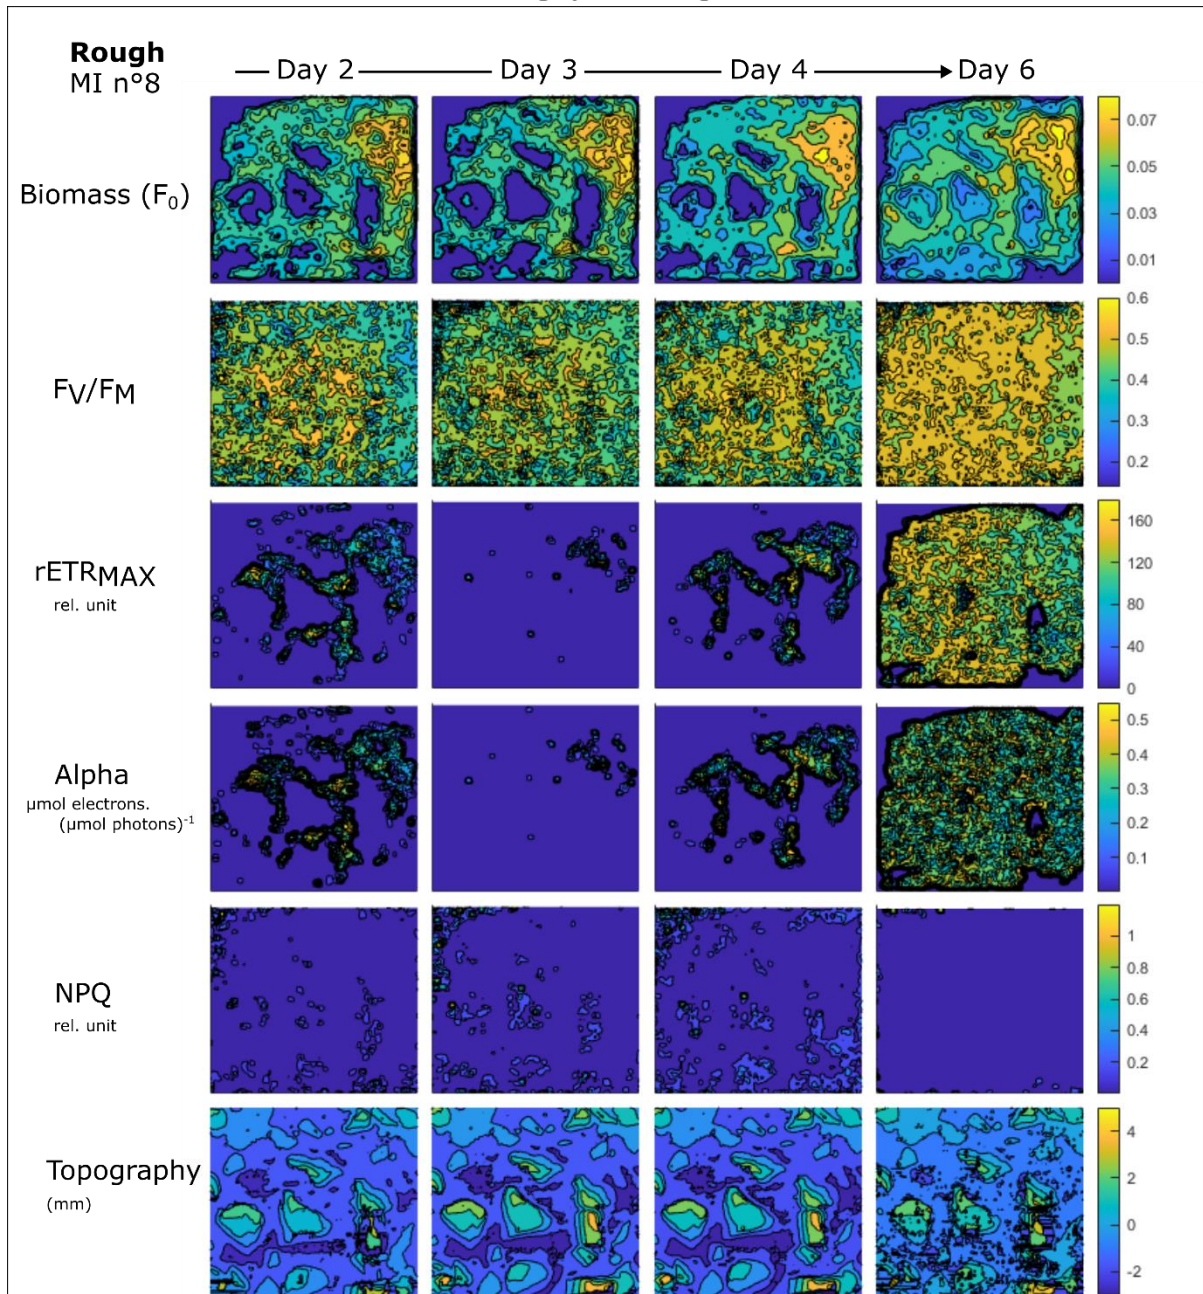 Rough
MI n°8
Day 2
Day 3
Day 4
Day 6
Biomass (F0)
0.07
0.05
0.03
0.01
FV/FM
0.6
0.5
0.4
0.3
0.2
rETRMAX
rel. unit
160
120
80
40
0
Alpha
µmol electrons.
(µmol photons)-1
0.5
0.4
0.3
0.2
0.1
NPQ
rel. unit
1
0.8
0.6
0.4
0.2
Topography
(mm)
4
2
0
-2